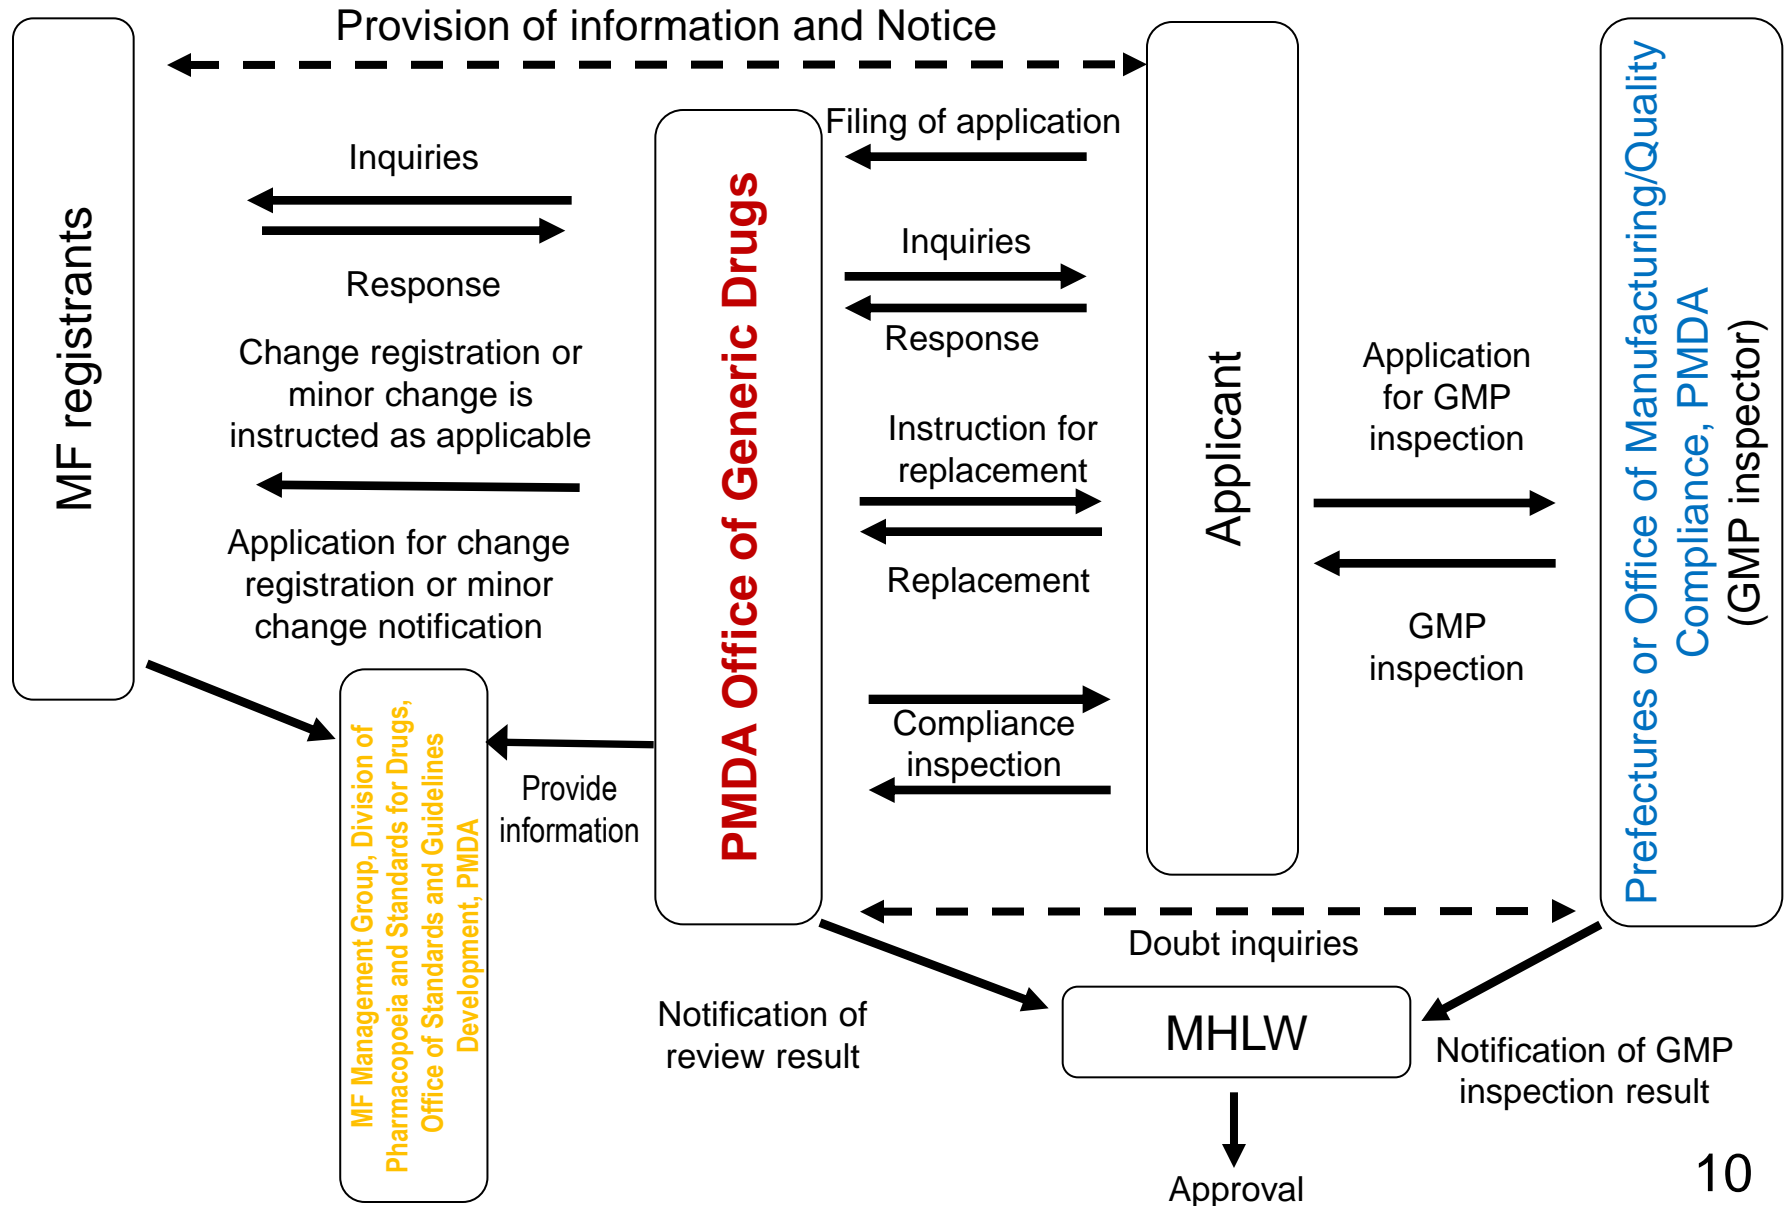 Provision of information and Notice
MF registrants
Inquiries
Response
Change registration or
minor change is
instructed as applicable
Application for change
registration or minor
change notification
MF Management Group, Division of
Pharmacopoeia and Standards for Drugs,
Office of Standards and Guidelines
Development, PMDA
Provide
information
PMDA Office of Generic Drugs
Filing of application
Inquiries
Response
Instruction for
replacement
Replacement
Compliance
inspection
Applicant
Application
for GMP
inspection
GMP
inspection
Prefectures or Office of Manufacturing/Quality
Compliance, PMDA
(GMP inspector)
Doubt inquiries
Notification of
review result
MHLW
Notification of GMP
inspection result
Approval
10